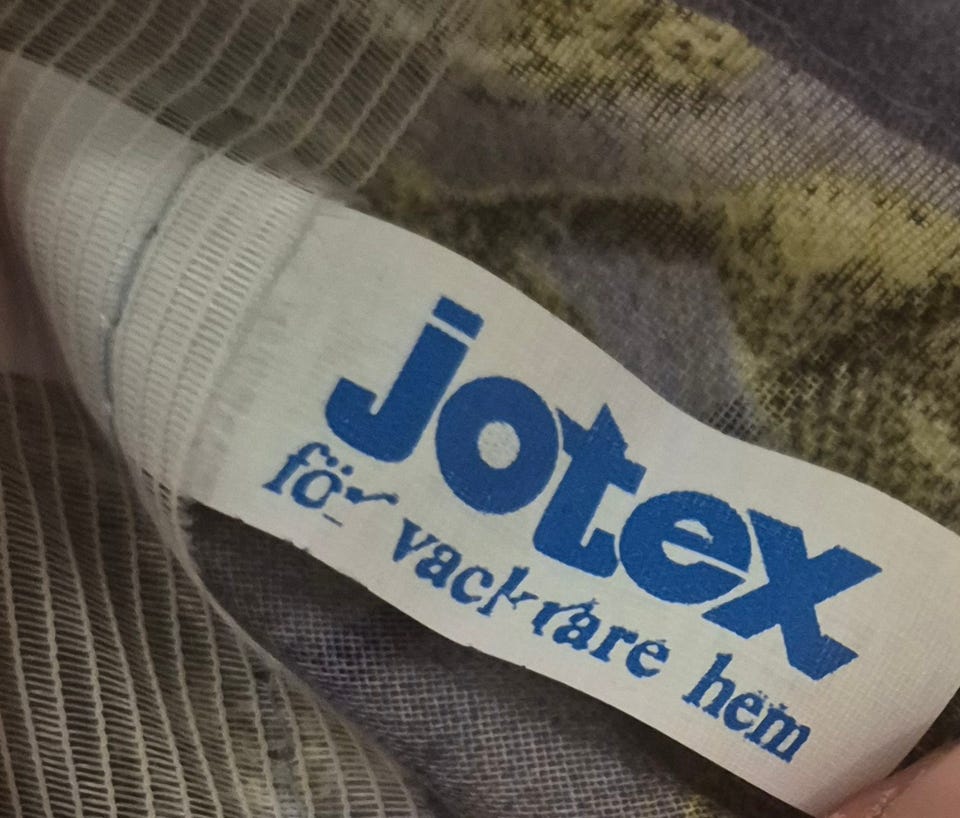 jotex
för vackrare hem